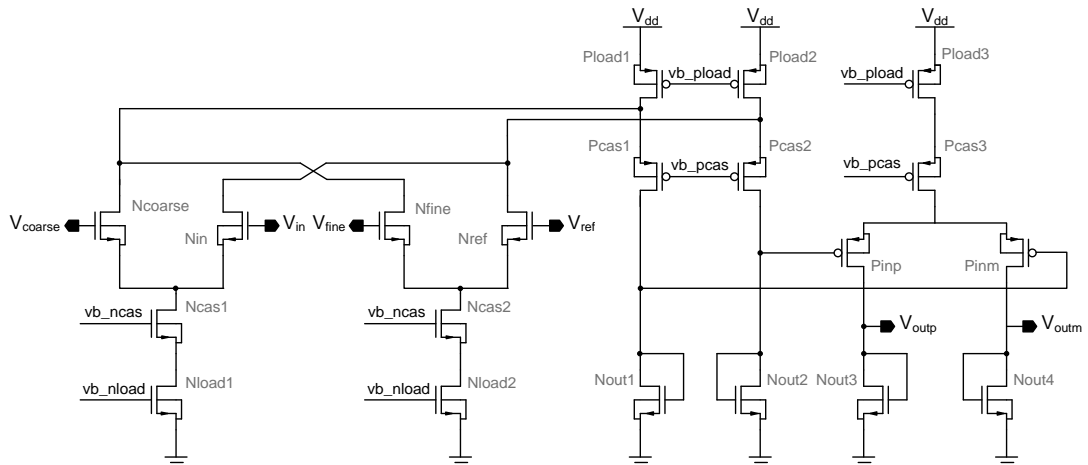 Vdd Vdd Vdd
Pload1 Pload2 Pload3
vb_pload vb_pload
Pcas1 Pcas2 Pcas3
vb_pcas vb_pcas
Ncoarse Nfine
Vcoarse Vin Vfine Vref
Nin Nref
Pinp Pinm
Ncas1 Ncas2
vb_ncas vb_ncas
Voutp Voutm
Nload1 Nload2
vb_nload vb_nload
Nout1 Nout2 Nout3 Nout4